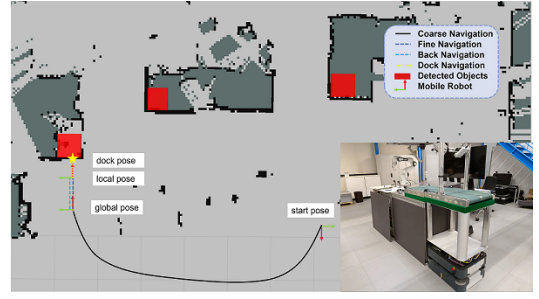 Coarse Navigation
Fine Navigation
Back Navigation
Dock Navigation
Detected Objects
Mobile Robot
dock pose
local pose
global pose
start pose